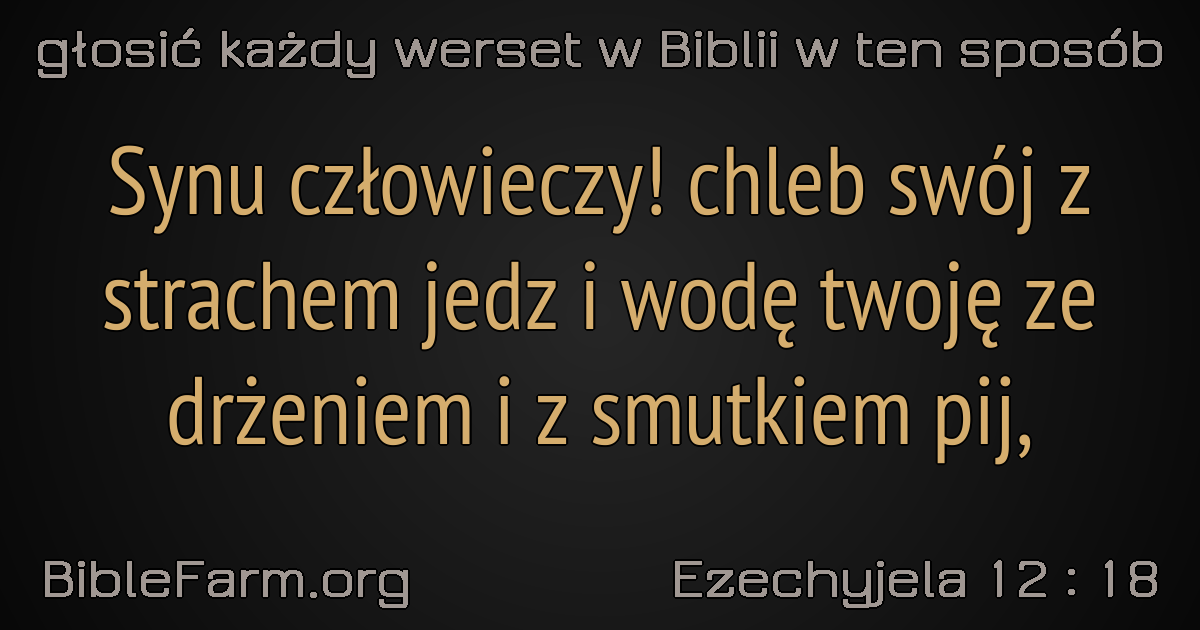 głosić każdy werset w Biblii w ten sposób
Synu człowieczy! chleb swój z
strachem jedz i wodę twoję ze
drżeniem i z smutkiem pij,
BibleFarm.org
Ezechyjela 12 : 18